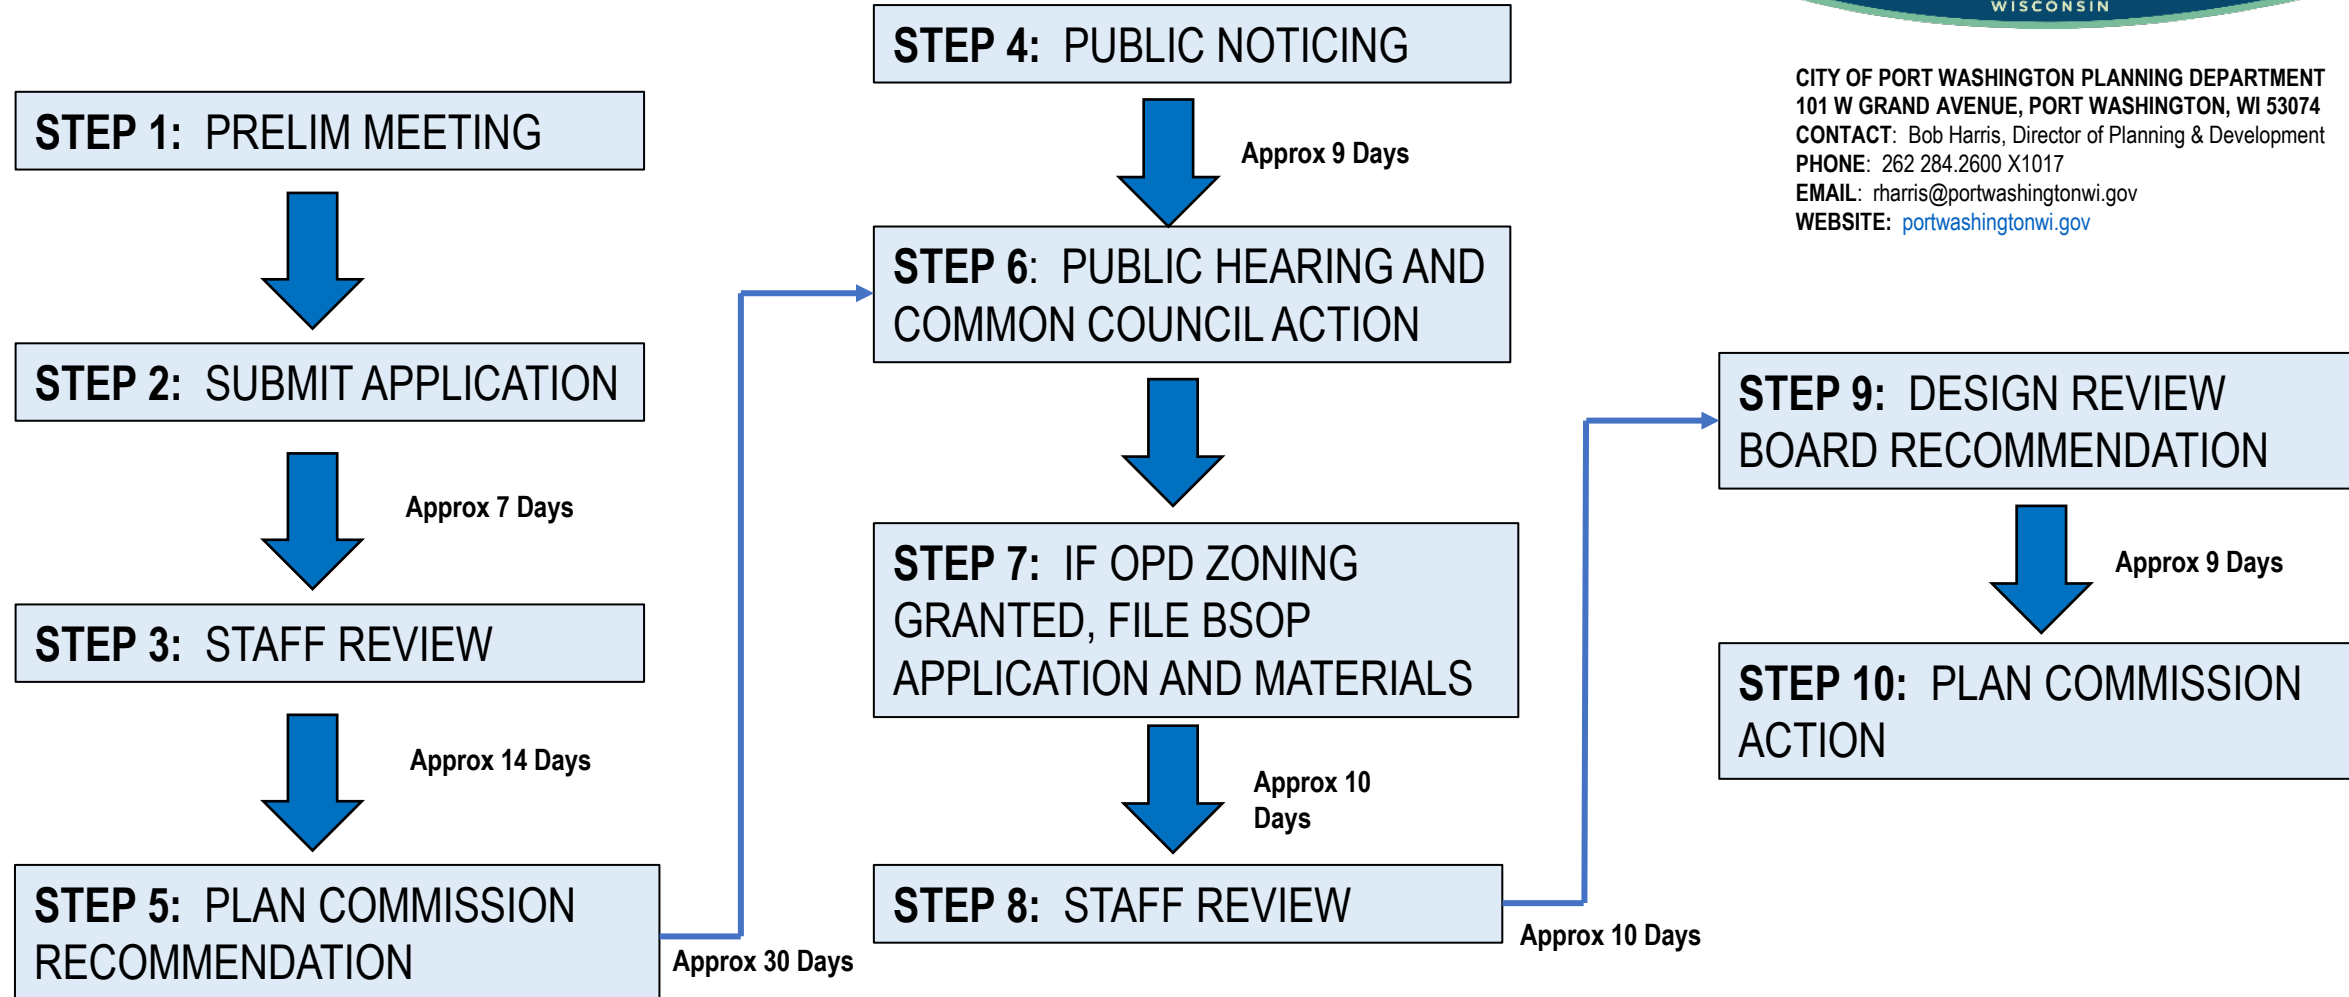 STEP 1: PRELIM MEETING
STEP 2: SUBMIT APPLICATION
Approx 7 Days
STEP 3: STAFF REVIEW
Approx 14 Days
STEP 5: PLAN COMMISSION
RECOMMENDATION
Approx 30 Days
STEP 4: PUBLIC NOTICING
Approx 9 Days
STEP 6: PUBLIC HEARING AND
COMMON COUNCIL ACTION
STEP 7: IF OPD ZONING
GRANTED, FILE BSOP
APPLICATION AND MATERIALS
Approx 10
Days
STEP 8: STAFF REVIEW
Approx 10 Days
WISCONSIN
CITY OF PORT WASHINGTON PLANNING DEPARTMENT
101 W GRAND AVENUE, PORT WASHINGTON, WI 53074
CONTACT: Bob Harris, Director of Planning & Development
PHONE: 262 284.2600 X1017
EMAIL: rharris@portwashingtonwi.gov
WEBSITE: portwashingtonwi.gov
STEP 9: DESIGN REVIEW
BOARD RECOMMENDATION
Approx 9 Days
STEP 10: PLAN COMMISSION
ACTION